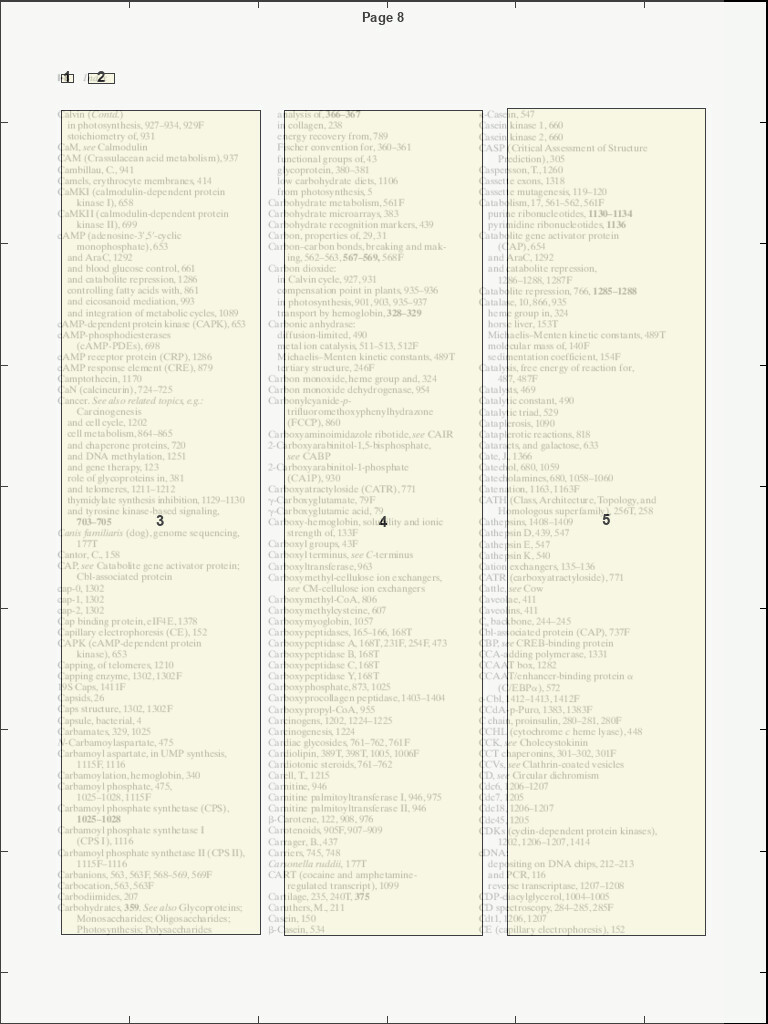 Page 8
1 2
Calvin (Contd.)
in photosynthesis, 927–934, 929F
stoichiometry of, 931
CaM, see Calmodulin
CAM (Crassulacean acid metabolism), 937
Cambillau, C., 941
Camels, erythrocyte membranes, 414
CaMKI (calmodulin-dependent protein
kinase I), 658
CaMKII (calmodulin-dependent protein
kinase II), 699
cAMP (adenosine-3',5'-cyclic
monophosphate), 653
and AraC, 1292
and blood glucose control, 661
and catabolite repression, 1286
controlling fatty acids with, 861
and eicosanoid mediation, 993
and integration of metabolic cycles, 1089
cAMP-dependent protein kinase (CAPK), 653
cAMP-phosphodiesterases
(cAMP-PDEs), 698
cAMP receptor protein (CRP), 1286
cAMP response element (CRE), 879
Camptothecin, 1170
CaN (calcineurin), 724–725
Cancer. See also related topics, e.g.:
Carcinogenesis
and cell cycle, 1202
cell metabolism, 864–865
and chaperone proteins, 720
and DNA methylation, 1251
and gene therapy, 123
role of glycoproteins in, 381
and telomeres, 1211–1212
thymidylate synthesis inhibition, 1129–1130
and tyrosine kinase-based signaling,
703–705
3
Canis familiaris (dog), genome sequencing,
177T
Cantor, C., 158
CAP, see Catabolite gene activator protein;
Cbl-associated protein
cap-0, 1302
cap-1, 1302
cap-2, 1302
Cap binding protein, eIF4E, 1378
Capillary electrophoresis (CE), 152
CAPK (cAMP-dependent protein
kinase), 653
Capping, of telomeres, 1210
Capping enzyme, 1302, 1302F
19S Caps, 1411F
Capsids, 26
Caps structure, 1302, 1302F
Capsule, bacterial, 4
Carbamates, 329, 1025
N-Carbamoylaspartate, 475
Carbamoyl aspartate, in UMP synthesis,
1115F, 1116
Carbamoylation, hemoglobin, 340
Carbamoyl phosphate, 475,
1025–1028, 1115F
Carbamoyl phosphate synthetase (CPS),
1025–1028
Carbamoyl phosphate synthetase I
(CPS I), 1116
Carbamoyl phosphate synthetase II (CPS II),
1115F–1116
Carbanions, 563, 563F, 568–569, 569F
Carbocation, 563, 563F
Carbodiimides, 207
Carbohydrates, 359. See also Glycoproteins;
Monosaccharides; Oligosaccharides;
Photosynthesis; Polysaccharides
analysis of, 366–367
in collagen, 238
energy recovery from, 789
Fischer convention for, 360–361
functional groups of, 43
glycoprotein, 380–381
low carbohydrate diets, 1106
from photosynthesis, 5
Carbohydrate metabolism, 561F
Carbohydrate microarrays, 383
Carbohydrate recognition markers, 439
Carbon, properties of, 29, 31
Carbon-carbon bonds, breaking and mak-
ing, 562–563, 567–569, 568F
Carbon dioxide:
in Calvin cycle, 927, 931
compensation point in plants, 935–936
in photosynthesis, 901, 903, 935–937
transport by hemoglobin, 328–329
Carbonic anhydrase:
diffusion-limited, 490
metal ion catalysis, 511–513, 512F
Michaelis–Menten kinetic constants, 489T
tertiary structure, 246F
Carbon monoxide, heme group and, 324
Carbon monoxide dehydrogenase, 954
Carbonylcyanide-p-
trifluoromethoxyphenylhydrazone
(FCCP), 860
Carboxyaminoimidazole ribotide, see CAIR
2-Carboxyarabinitol-1,5-bisphosphate,
see CABP
2-Carboxyarabinitol-1-phosphate
(CA1P), 930
Carboxyatractyloside (CATR), 771
γ-Carboxyglutamate, 79F
γ-Carboxyglutamic acid, 79
Carboxy-hemoglobin, solubility and ionic
strength of, 133F
4
Carboxyl groups, 43F
Carboxyl terminus, see C-terminus
Carboxyltransferase, 963
Carboxymethyl-cellulose ion exchangers,
see CM-cellulose ion exchangers
Carboxymethyl-CoA, 806
Carboxymethylcysteine, 607
Carboxymyoglobin, 1057
Carboxypeptidases, 165–166, 168T
Carboxypeptidase A, 168T, 231F, 254F, 473
Carboxypeptidase B, 168T
Carboxypeptidase C, 168T
Carboxypeptidase Y, 168T
Carboxyphosphate, 873, 1025
Carboxyprocollagen peptidase, 1403–1404
Carboxypropyl-CoA, 955
Carcinogens, 1202, 1224–1225
Carcinogenesis, 1224
Cardiac glycosides, 761–762, 761F
Cardiolipin, 389T, 398T, 1005, 1006F
Cardiotonic steroids, 761–762
Carell, T., 1215
Carnitine, 946
Carnitine palmitoyltransferase I, 946, 975
Carnitine palmitoyltransferase II, 946
β-Carotene, 122, 908, 976
Carotenoids, 905F, 907–909
Carrager, B., 437
Carriers, 745, 748
Carsonella ruddii, 177T
CART (cocaine and amphetamine-
regulated transcript), 1099
Cartilage, 235, 240T, 375
Caruthers, M., 211
Casein, 150
β-Casein, 534
κ-Casein, 547
Casein kinase 1, 660
Casein kinase 2, 660
CASP (Critical Assessment of Structure
Prediction), 305
Caspersson, T., 1260
Cassette exons, 1318
Cassette mutagenesis, 119–120
Catabolism, 17, 561–562, 561F
purine ribonucleotides, 1130–1134
pyrimidine ribonucleotides, 1136
Catabolite gene activator protein
(CAP), 654
and AraC, 1292
and catabolite repression,
1286–1288, 1287F
Catabolite repression, 766, 1285–1288
Catalase, 10, 866, 935
heme group in, 324
horse liver, 153T
Michaelis–Menten kinetic constants, 489T
molecular mass of, 140F
sedimentation coefficient, 154F
Catalysis, free energy of reaction for,
487, 487F
Catalysts, 469
Catalytic constant, 490
Catalytic triad, 529
Cataplerosis, 1090
Cataplerotic reactions, 818
Cataracts, and galactose, 633
Cate, J., 1366
Catechol, 680, 1059
Catecholamines, 680, 1058–1060
Catenation, 1163, 1163F
CATH (Class, Architecture, Topology, and
Homologous superfamily), 256T, 258
5
Cathepsins, 1408–1409
Cathepsin D, 439, 547
Cathepsin E, 547
Cathepsin K, 540
Cation exchangers, 135–136
CATR (carboxyatractyloside), 771
Cattle, see Cow
Caveolae, 411
Caveolins, 411
Cα backbone, 244–245
Cbl-associated protein (CAP), 737F
CBP, see CREB-binding protein
CCA-adding polymerase, 1331
CCAAT box, 1282
CCAAT/enhancer-binding protein α
(C/EBPα), 572
c-Cbl, 1412–1413, 1412F
CCdA-p-Puro, 1383, 1383F
C chain, proinsulin, 280–281, 280F
CCHL (cytochrome c heme lyase), 448
CCK, see Cholecystokinin
CCT chaperonins, 301–302, 301F
CCVs, see Clathrin-coated vesicles
CD, see Circular dichromism
Cdc6, 1206–1207
Cdc7, 1205
Cdc18, 1206–1207
Cdc45, 1205
CDKs (cyclin-dependent protein kinases),
1202, 1206–1207, 1414
cDNA:
depositing on DNA chips, 212–213
and PCR, 116
reverse transcriptase, 1207–1208
CDP-diacylglycerol, 1004–1005
CD spectroscopy, 284–285, 285F
Cdt1, 1206, 1207
CE (capillary electrophoresis), 152